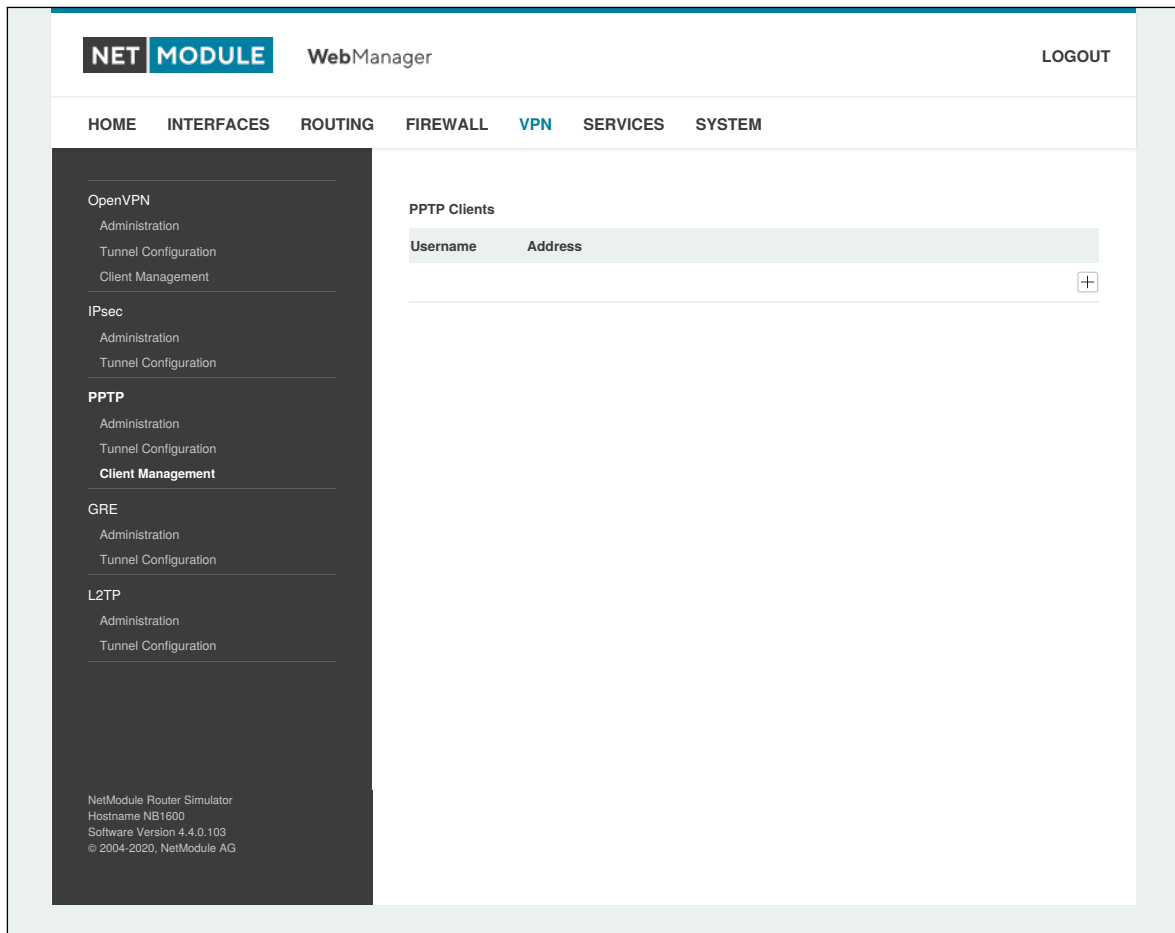 NET MODULE WebManager LOGOUT
HOME INTERFACES ROUTING FIREWALL VPN SERVICES SYSTEM
OpenVPN
Administration
Tunnel Configuration
Client Management
IPsec
Administration
Tunnel Configuration
PPTP
Administration
Tunnel Configuration
Client Management
GRE
Administration
Tunnel Configuration
L2TP
Administration
Tunnel Configuration
NetModule Router Simulator
Hostname NB1600
Software Version 4.4.0.103
© 2004-2020, NetModule AG
PPTP Clients
Username Address